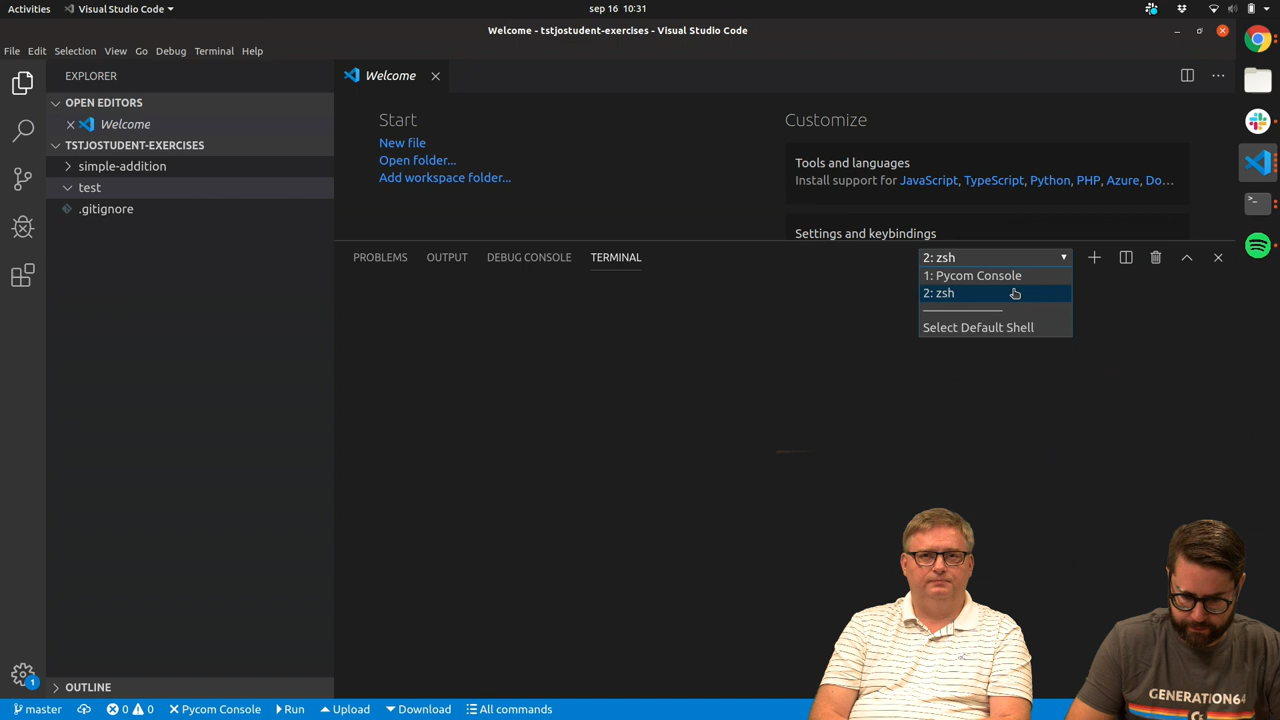 Activities
Visual Studio Code
sep 16 10:31
Welcome - tstjostudent-exercises - Visual Studio Code
File Edit Selection View Go Debug Terminal Help
EXPLORER
OPEN EDITORS
Welcome
TSTJOSTUDENT-EXERCISES
simple-addition
test
.gitignore
OUTLINE
Welcome
Start
New file
Open folder...
Add workspace folder...
Customize
Tools and languages
Install support for JavaScript, TypeScript, Python, PHP, Azure, Do...
Settings and keybindings
PROBLEMS OUTPUT DEBUG CONSOLE TERMINAL
2: zsh
1: Pycom Console
2: zsh
Select Default Shell
GENERATION64
1
master 0 0 Pycom Console Run Upload Download All commands